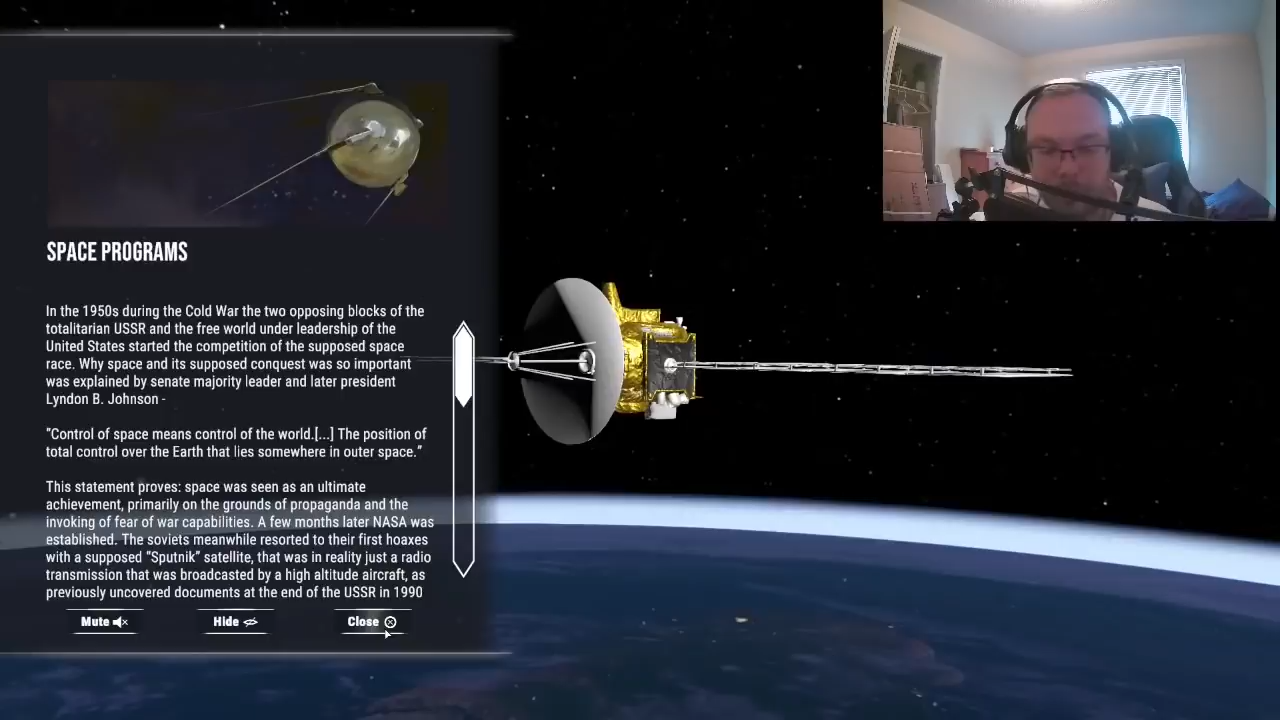 SPACE PROGRAMS
In the 1950s during the Cold War the two opposing blocks of the
totalitarian USSR and the free world under leadership of the
United States started the competition of the supposed space
race. Why space and its supposed conquest was so important
was explained by senate majority leader and later president
Lyndon B. Johnson -
“Control of space means control of the world.[...] The position of
total control over the Earth that lies somewhere in outer space.”
This statement proves: space was seen as an ultimate
achievement, primarily on the grounds of propaganda and the
invoking of fear of war capabilities. A few months later NASA was
established. The soviets meanwhile resorted to their first hoaxes
with a supposed “Sputnik” satellite, that was in reality just a radio
transmission that was broadcasted by a high altitude aircraft, as
previously uncovered documents at the end of the USSR in 1990
Mute Hide Close